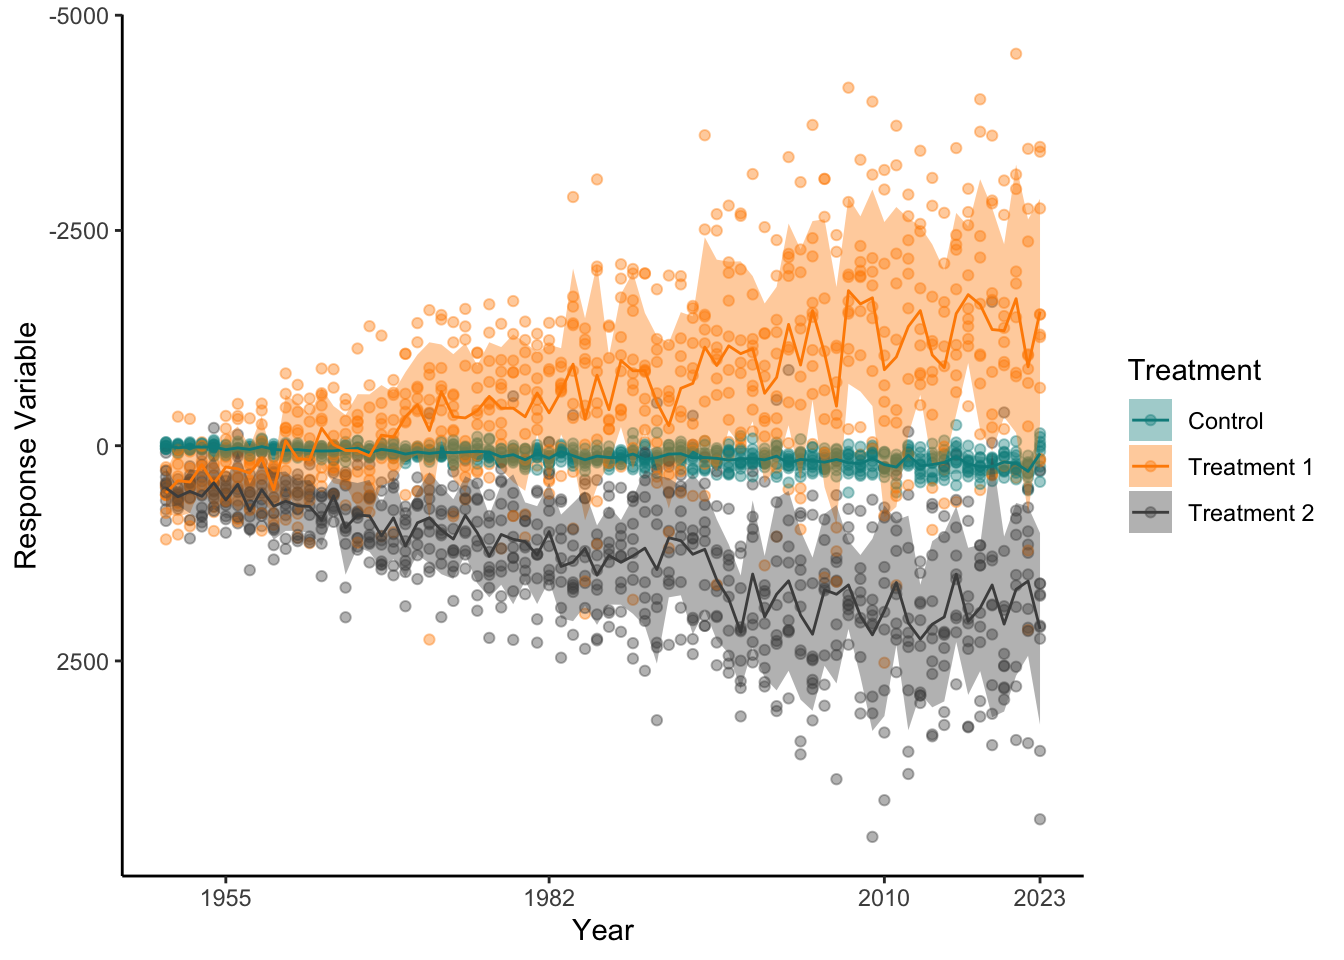 -5000
-2500
0
2500
Response Variable
1955
1982
2010
2023
Year
Treatment
Control
Treatment 1
Treatment 2